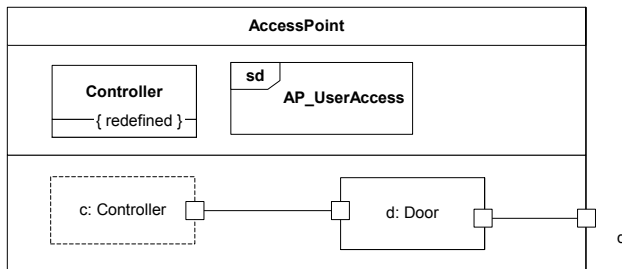 AccessPoint
sd
Controller
AP_UserAccess
{ redefined }
c: Controller
d: Door